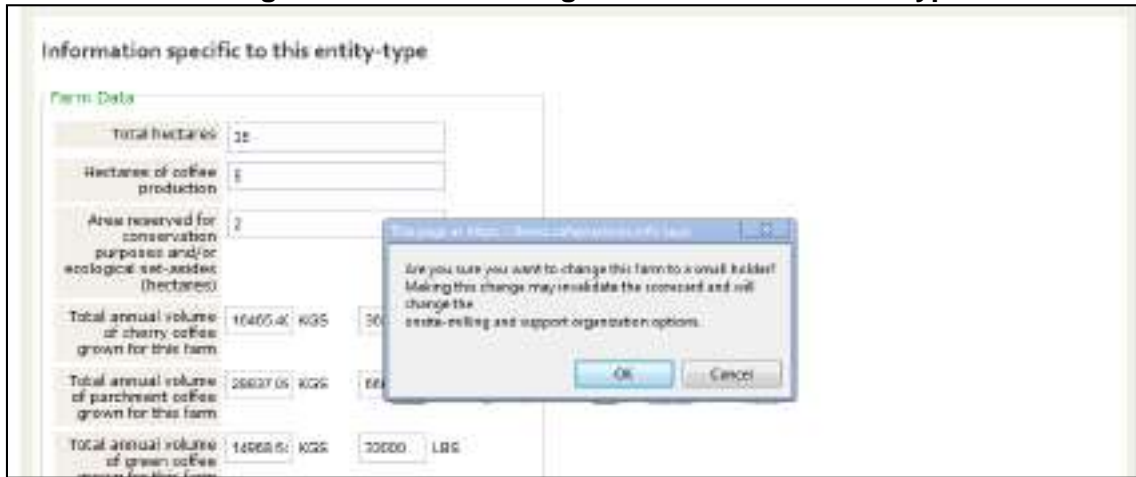 Information specific to this entity-type
Farm Data
Total hectares
Hectares of coffee
production
5
Area reserved for
conservation
purposes and/or
ecological set-asides
(hectares)
2
Are you sure you want to change this farm to a small holder?
Making this change may invalidate the scorecard and will
change the
onsite-milling and support organization options.
OK
Cancel
Total annual volume
of cherry coffee
grown for this farm
KGS
Total annual volume
of parchment coffee
grown for this farm
KGS
Total annual volume
of green coffee
grown for this farm
KGS
33000
LBS